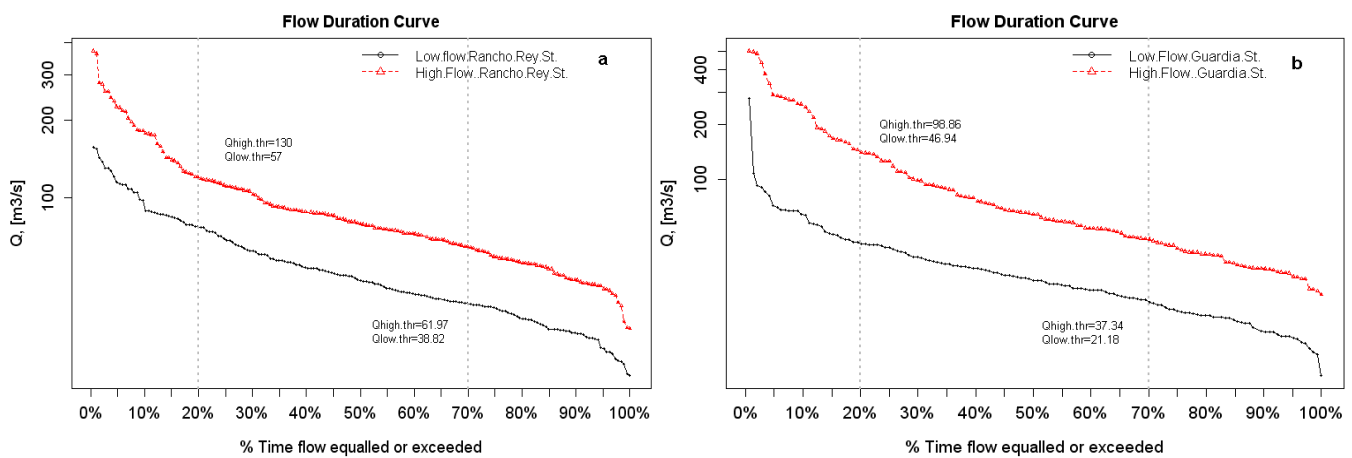 Flow Duration Curve
Low.flow.Rancho.Rey.St.
High.Flow..Rancho.Rey.St.
a
Qhigh.thr=130
Qlow.thr=57
Qhigh.thr=61.97
Qlow.thr=38.82
Q, [m3/s]
300
200
100
0% 10% 20% 30% 40% 50% 60% 70% 80% 90% 100%
% Time flow equalled or exceeded
Flow Duration Curve
Low.Flow.Guardia.St.
High.Flow..Guardia.St.
b
Qhigh.thr=98.86
Qlow.thr=46.94
Qhigh.thr=37.34
Qlow.thr=21.18
Q, [m3/s]
400
200
100
0% 10% 20% 30% 40% 50% 60% 70% 80% 90% 100%
% Time flow equalled or exceeded